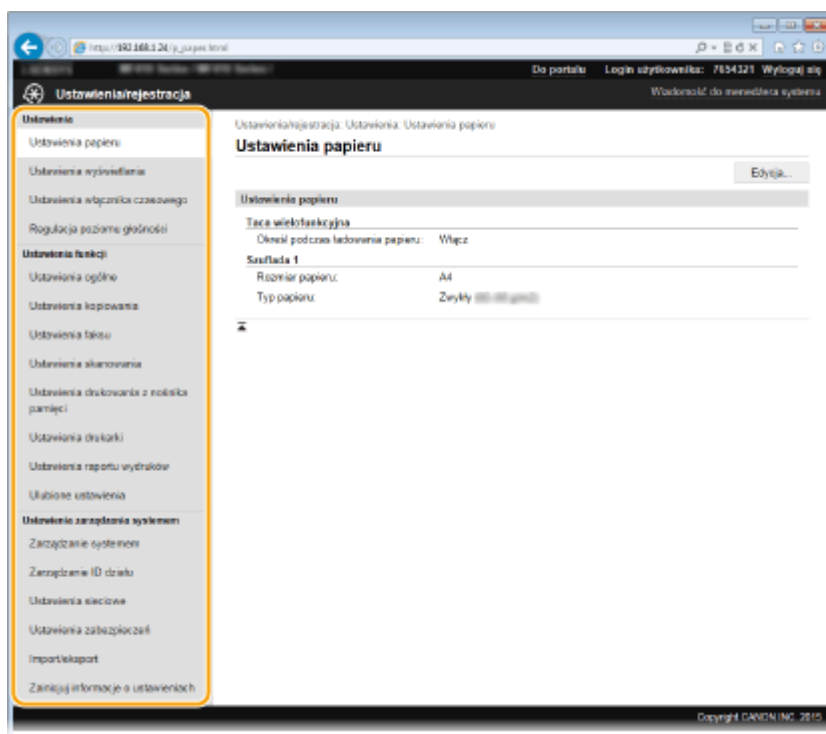 http://192.168.1.24/p_paper.html
Do portalu Login użytkownika: 7654321 Wyloguj się
Ustawienia/rejestracja
Wiadomość do menedżera systemu
Ustawienia
Ustawienia papieru
Ustawienia wyświetlania
Ustawienia włącznika czasowego
Regulacja poziomu głośności
Ustawienia funkcji
Ustawienia ogólne
Ustawienia kopiowania
Ustawienia faksu
Ustawienia skanowania
Ustawienia drukowania z nośnika
pamięci
Ustawienia drukarki
Ustawienia raportu wydruków
Ulubione ustawienia
Ustawienia zarządzania systemem
Zarządzanie systemem
Zarządzanie ID działu
Ustawienia sieciowe
Ustawienia zabezpieczeń
Import/eksport
Zainicjuj informacje o ustawieniach
Ustawienia/rejestracja: Ustawienia: Ustawienia papieru
Ustawienia papieru
Edycja...
Ustawienia papieru
Taca wielofunkcyjna
Określ podczas ładowania papieru: Włącz
Szuflada 1
Rozmiar papieru: A4
Typ papieru: Zwykły
Copyright CANON INC. 2015